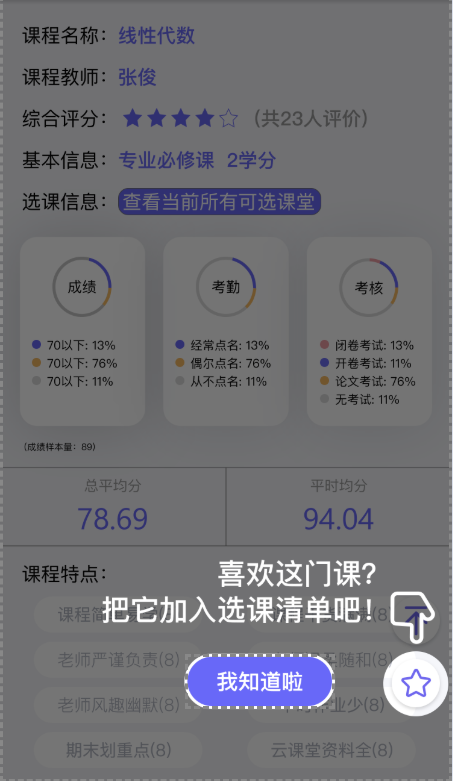 课程名称：线性代数
课程教师：张俊
综合评分：（共23人评价）
基本信息：专业必修课 2学分
选课信息：查看当前所有可选课堂
成绩
70以下: 13%
70以下: 76%
70以下: 11%
考勤
经常点名: 13%
偶尔点名: 76%
从不点名: 11%
考核
闭卷考试: 13%
开卷考试: 11%
论文考试: 76%
无考试: 11%
（成绩样本量：89）
总平均分
78.69
平时均分
94.04
课程特点：
喜欢这门课?
把它加入选课清单吧!
老师严谨负责(8)
随和(8)
我知道啦
老师风趣幽默(8)
业少(8)
期末划重点(8)
云课堂资料全(8)